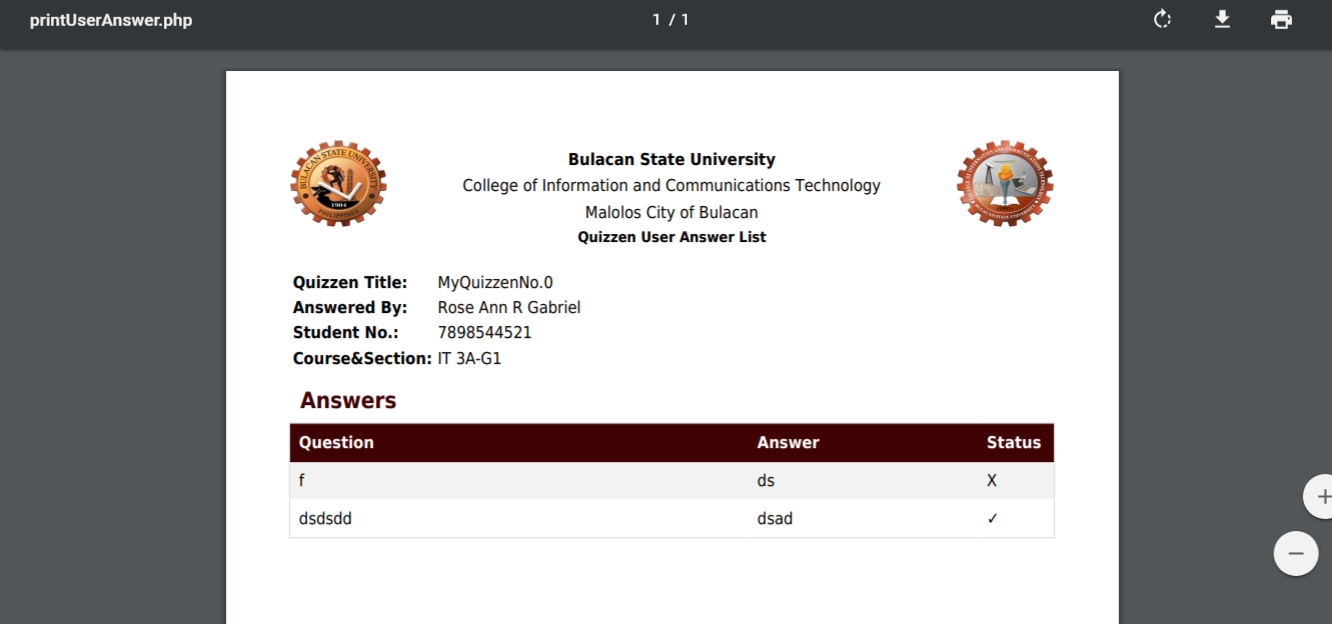 printUserAnswer.php
1 / 1
BULACAN STATE UNIVERSITY
1904
PHILIPPINES
Bulacan State University
College of Information and Communications Technology
Malolos City of Bulacan
Quizzen User Answer List
Quizzen Title: MyQuizzenNo.0
Answered By: Rose Ann R Gabriel
Student No.: 7898544521
Course&Section: IT 3A-G1
Answers
Question Answer Status
f ds X
dsdsdd dsad ✓